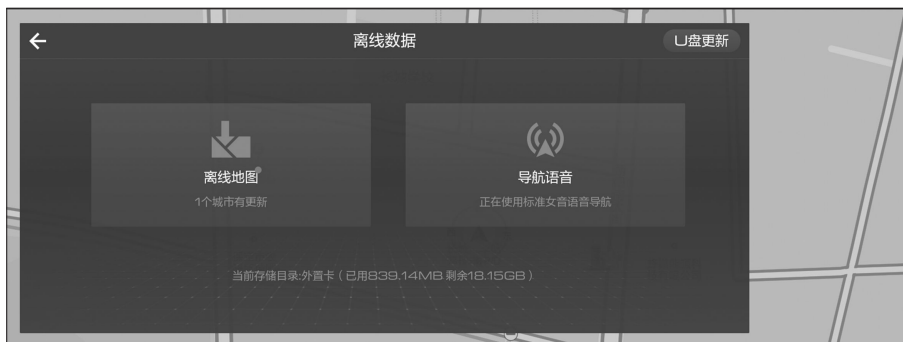 离线数据
U盘更新
离线地图
导航语音
1个城市有更新
正在使用标准女音语音导航
当前存储目录:外置卡（已用839.14MB 剩余18.15GB）